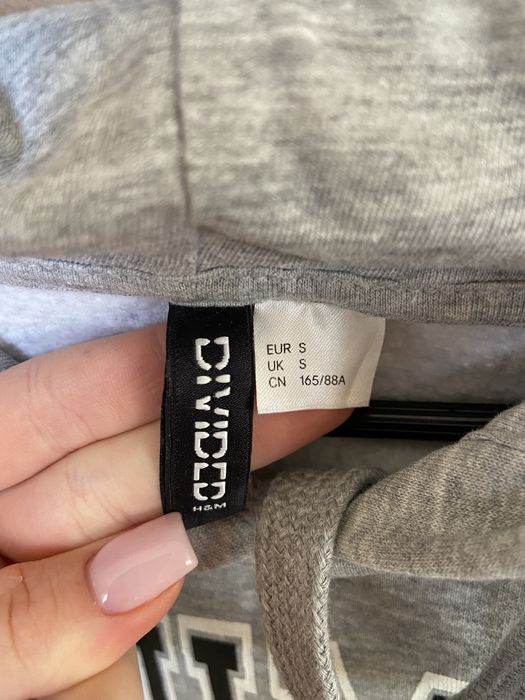 DIVIDED
H&M
EUR S
UK S
CN 165/88A